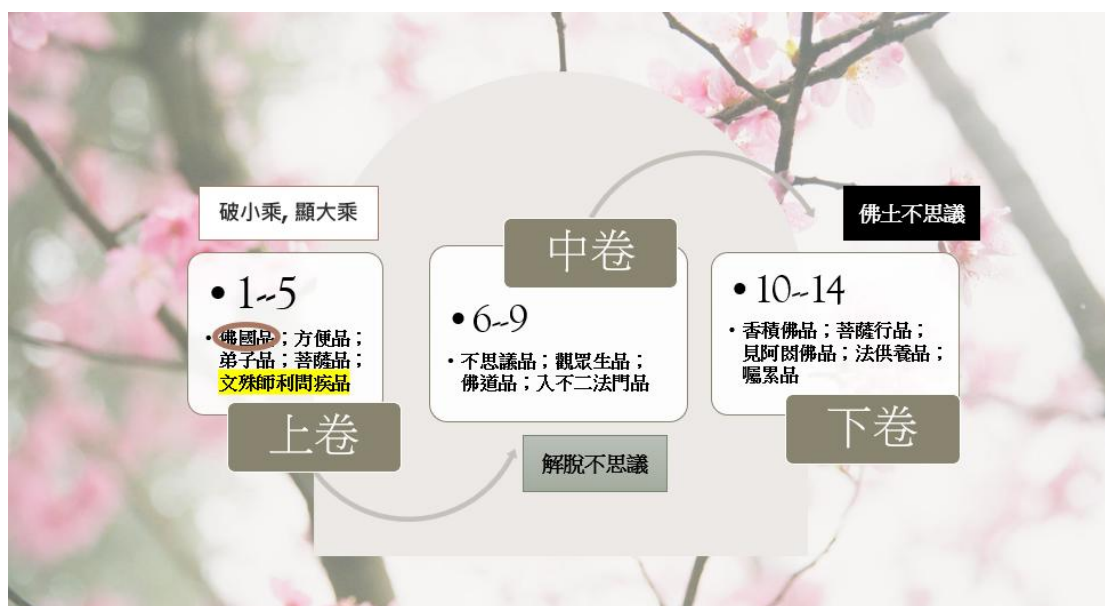 破小乘, 顯大乘
• 1--5
• 佛國品；方便品；
弟子品；菩薩品；
文殊師利問疾品
上卷
中卷
• 6--9
• 不思議品；觀眾生品；
佛道品；入不二法門品
解脫不思議
佛土不思議
• 10--14
• 香積佛品；菩薩行品；
見阿閦佛品；法供養品；
囑累品
下卷